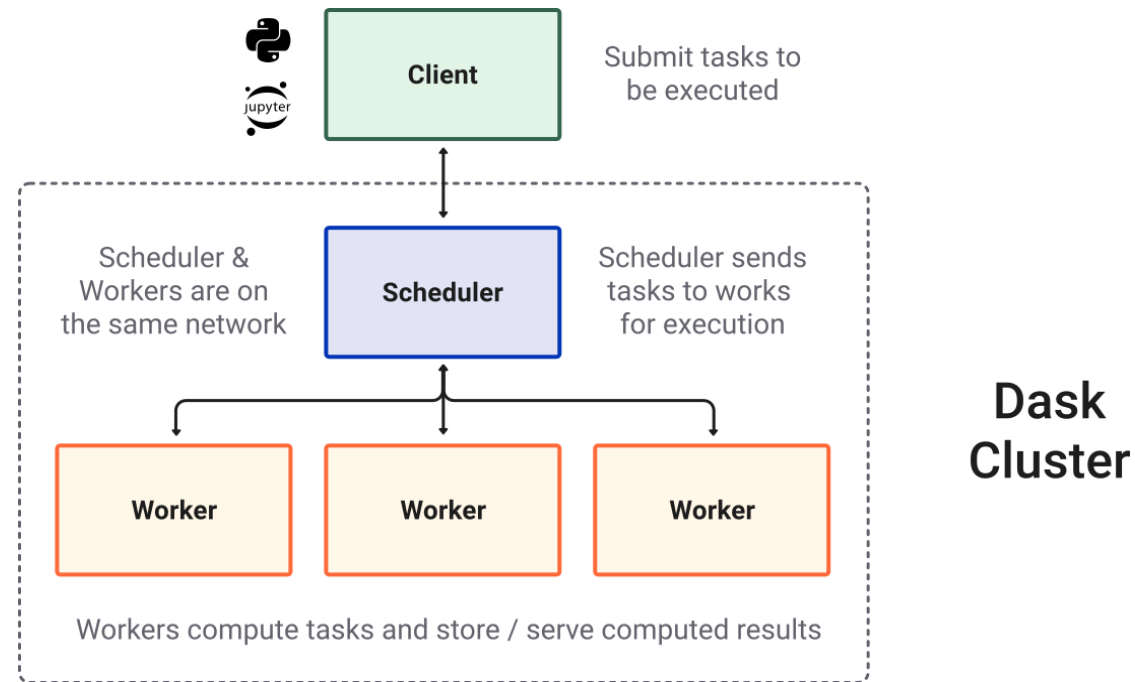 Client
Submit tasks to
be executed
jupyter
Scheduler &
Workers are on
the same network
Scheduler
Scheduler sends
tasks to works
for execution
Dask
Cluster
Worker
Worker
Worker
Workers compute tasks and store / serve computed results